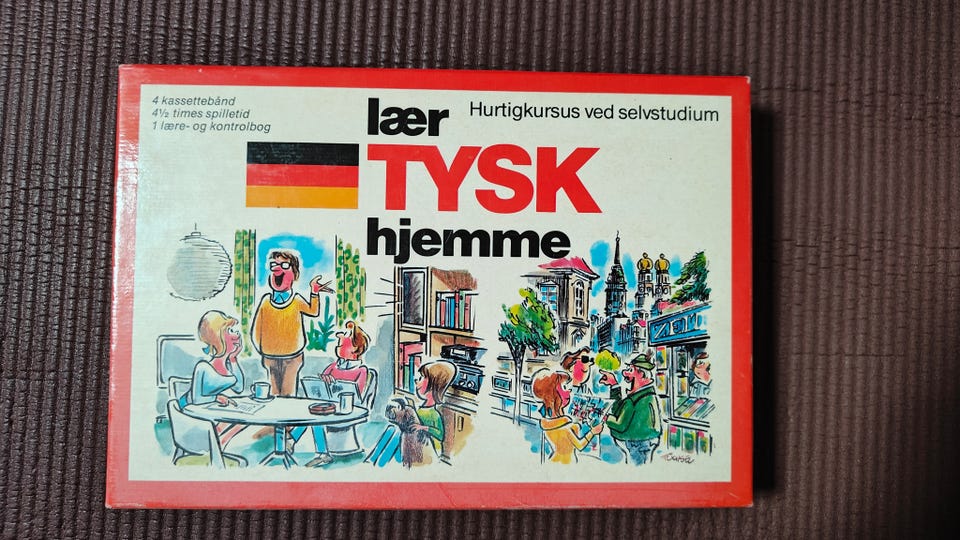 4 kassettebånd
4½ times spilletid
1 lære- og kontrolbog
lær
Hurtigkursus ved selvstudium
TYSK
hjemme